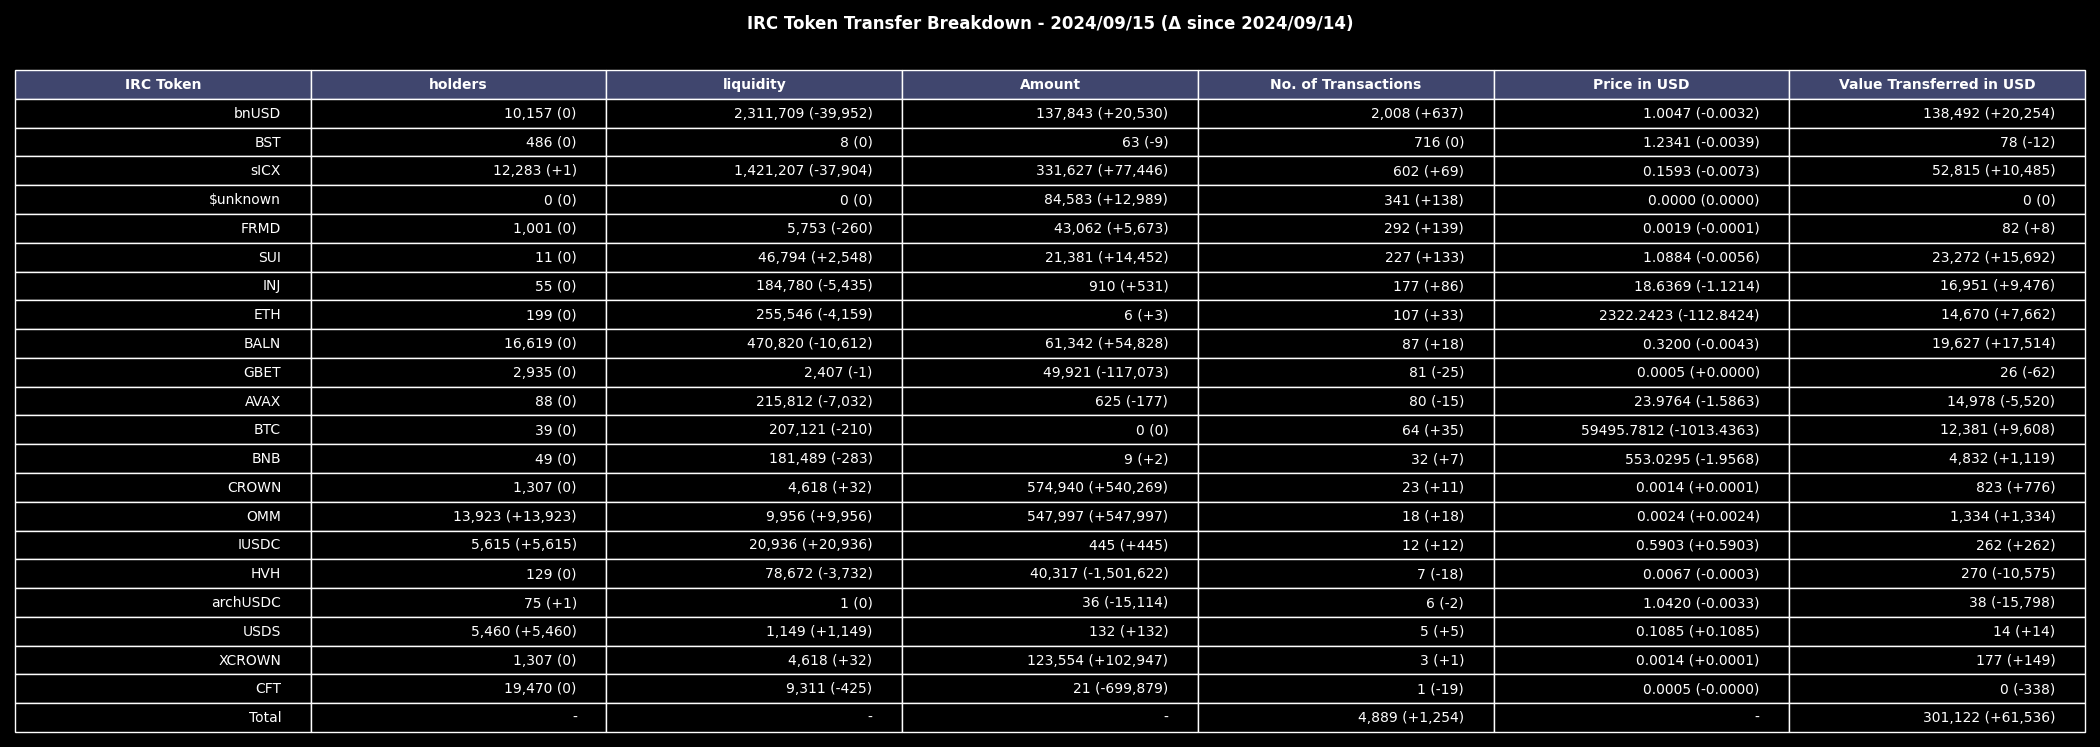 IRC Token Transfer Breakdown - 2024/09/15 (Δ since 2024/09/14)
IRC Token holders liquidity Amount No. of Transactions Price in USD Value Transferred in USD
bnUSD 10,157 (0) 2,311,709 (-39,952) 137,843 (+20,530) 2,008 (+637) 1.0047 (-0.0032) 138,492 (+20,254)
BST 486 (0) 8 (0) 63 (-9) 716 (0) 1.2341 (-0.0039) 78 (-12)
sICX 12,283 (+1) 1,421,207 (-37,904) 331,627 (+77,446) 602 (+69) 0.1593 (-0.0073) 52,815 (+10,485)
$unknown 0 (0) 0 (0) 84,583 (+12,989) 341 (+138) 0.0000 (0.0000) 0 (0)
FRMD 1,001 (0) 5,753 (-260) 43,062 (+5,673) 292 (+139) 0.0019 (-0.0001) 82 (+8)
SUI 11 (0) 46,794 (+2,548) 21,381 (+14,452) 227 (+133) 1.0884 (-0.0056) 23,272 (+15,692)
INJ 55 (0) 184,780 (-5,435) 910 (+531) 177 (+86) 18.6369 (-1.1214) 16,951 (+9,476)
ETH 199 (0) 255,546 (-4,159) 6 (+3) 107 (+33) 2322.2423 (-112.8424) 14,670 (+7,662)
BALN 16,619 (0) 470,820 (-10,612) 61,342 (+54,828) 87 (+18) 0.3200 (-0.0043) 19,627 (+17,514)
GBET 2,935 (0) 2,407 (-1) 49,921 (-117,073) 81 (-25) 0.0005 (+0.0000) 26 (-62)
AVAX 88 (0) 215,812 (-7,032) 625 (-177) 80 (-15) 23.9764 (-1.5863) 14,978 (-5,520)
BTC 39 (0) 207,121 (-210) 0 (0) 64 (+35) 59495.7812 (-1013.4363) 12,381 (+9,608)
BNB 49 (0) 181,489 (-283) 9 (+2) 32 (+7) 553.0295 (-1.9568) 4,832 (+1,119)
CROWN 1,307 (0) 4,618 (+32) 574,940 (+540,269) 23 (+11) 0.0014 (+0.0001) 823 (+776)
OMM 13,923 (+13,923) 9,956 (+9,956) 547,997 (+547,997) 18 (+18) 0.0024 (+0.0024) 1,334 (+1,334)
IUSDC 5,615 (+5,615) 20,936 (+20,936) 445 (+445) 12 (+12) 0.5903 (+0.5903) 262 (+262)
HVH 129 (0) 78,672 (-3,732) 40,317 (-1,501,622) 7 (-18) 0.0067 (-0.0003) 270 (-10,575)
archUSDC 75 (+1) 1 (0) 36 (-15,114) 6 (-2) 1.0420 (-0.0033) 38 (-15,798)
USDS 5,460 (+5,460) 1,149 (+1,149) 132 (+132) 5 (+5) 0.1085 (+0.1085) 14 (+14)
XCROWN 1,307 (0) 4,618 (+32) 123,554 (+102,947) 3 (+1) 0.0014 (+0.0001) 177 (+149)
CFT 19,470 (0) 9,311 (-425) 21 (-699,879) 1 (-19) 0.0005 (-0.0000) 0 (-338)
Total - - - 4,889 (+1,254) - 301,122 (+61,536)